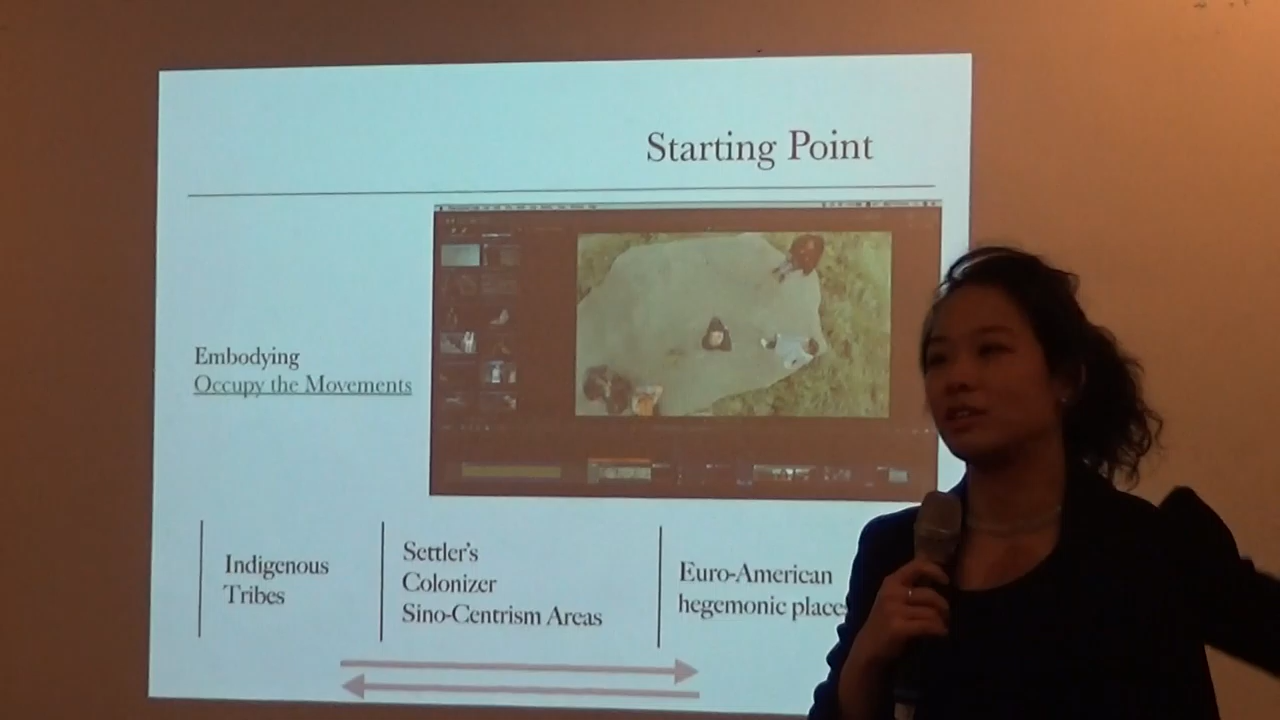 Starting Point
Embodying
Occupy the Movements
Indigenous
Tribes
Settler's
Colonizer
Sino-Centrism Areas
Euro-American
hegemonic place